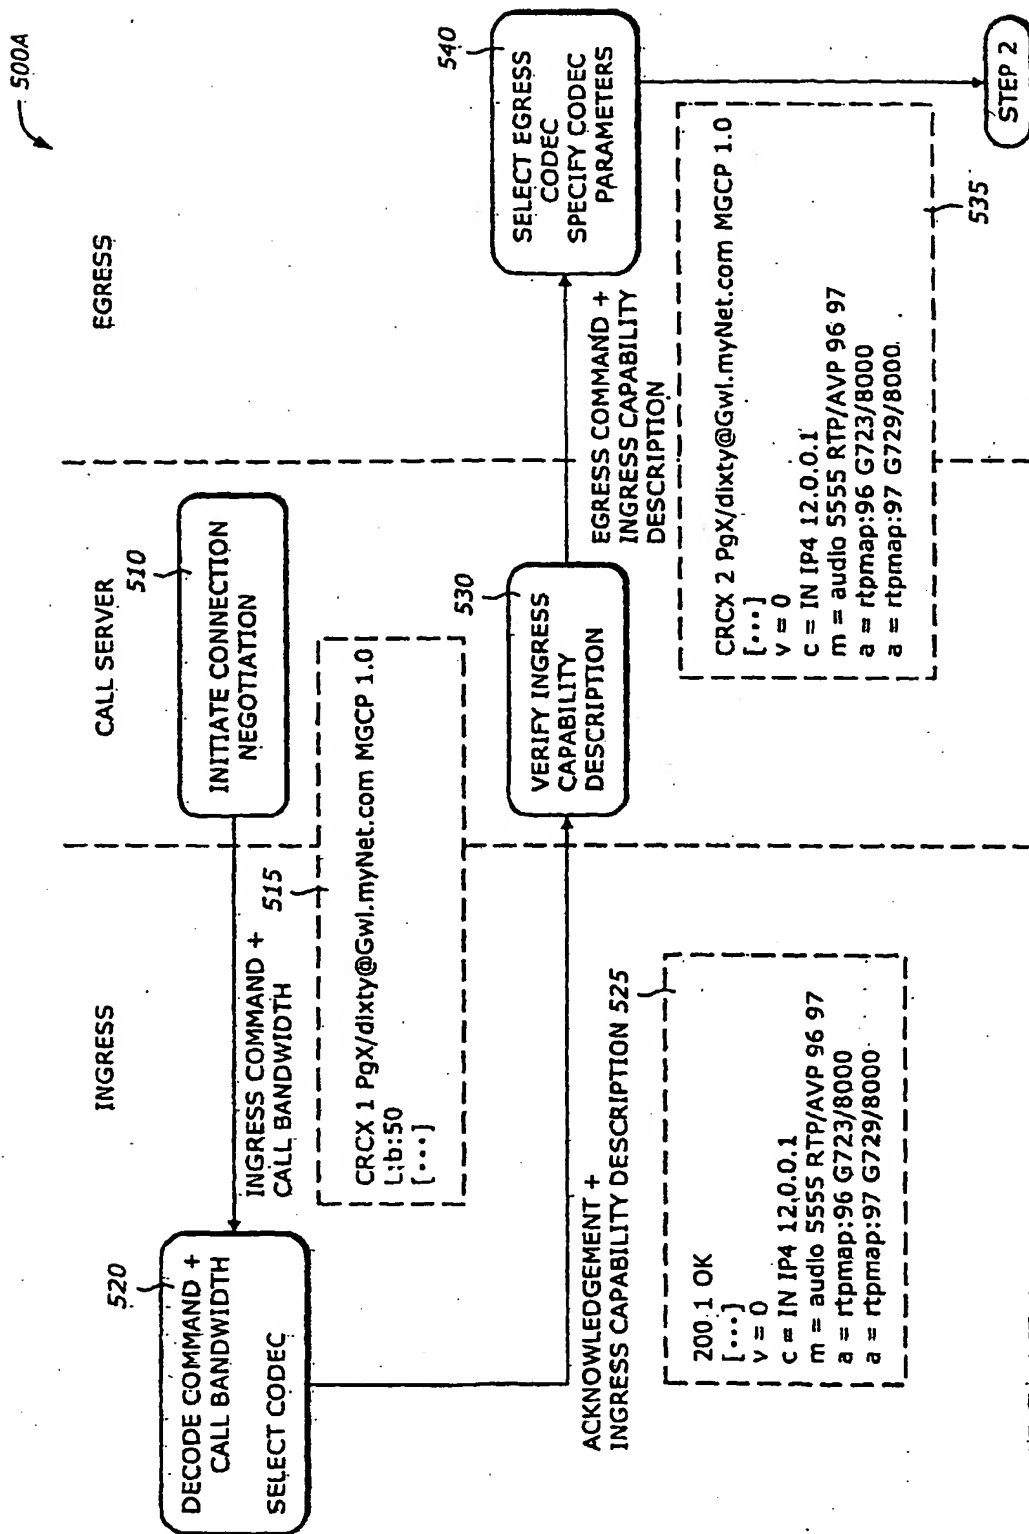 500A
INGRESS
CALL SERVER
EGRESS
510
INITIATE CONNECTION
NEGOTIATION
INGRESS COMMAND +
CALL BANDWIDTH
515
CRCX 1 PgX/dlxty@Gwl.myNet.com MGCP 1.0
L:b:50
[•••]
520
DECODE COMMAND +
CALL BANDWIDTH
SELECT CODEC
ACKNOWLEDGEMENT +
INGRESS CAPABILITY DESCRIPTION 525
200 1 OK
[•••]
v = 0
c = IN IP4 12.0.0.1
m = audio 5555 RTP/AVP 96 97
a = rtpmap:96 G723/8000
a = rtpmap:97 G729/8000
530
VERIFY INGRESS
CAPABILITY
DESCRIPTION
EGRESS COMMAND +
INGRESS CAPABILITY
DESCRIPTION
535
CRCX 2 PgX/dlxty@Gwl.myNet.com MGCP 1.0
[•••]
v = 0
c = IN IP4 12.0.0.1
m = audio 5555 RTP/AVP 96 97
a = rtpmap:96 G723/8000
a = rtpmap:97 G729/8000
540
SELECT EGRESS
CODEC
SPECIFY CODEC
PARAMETERS
STEP 2